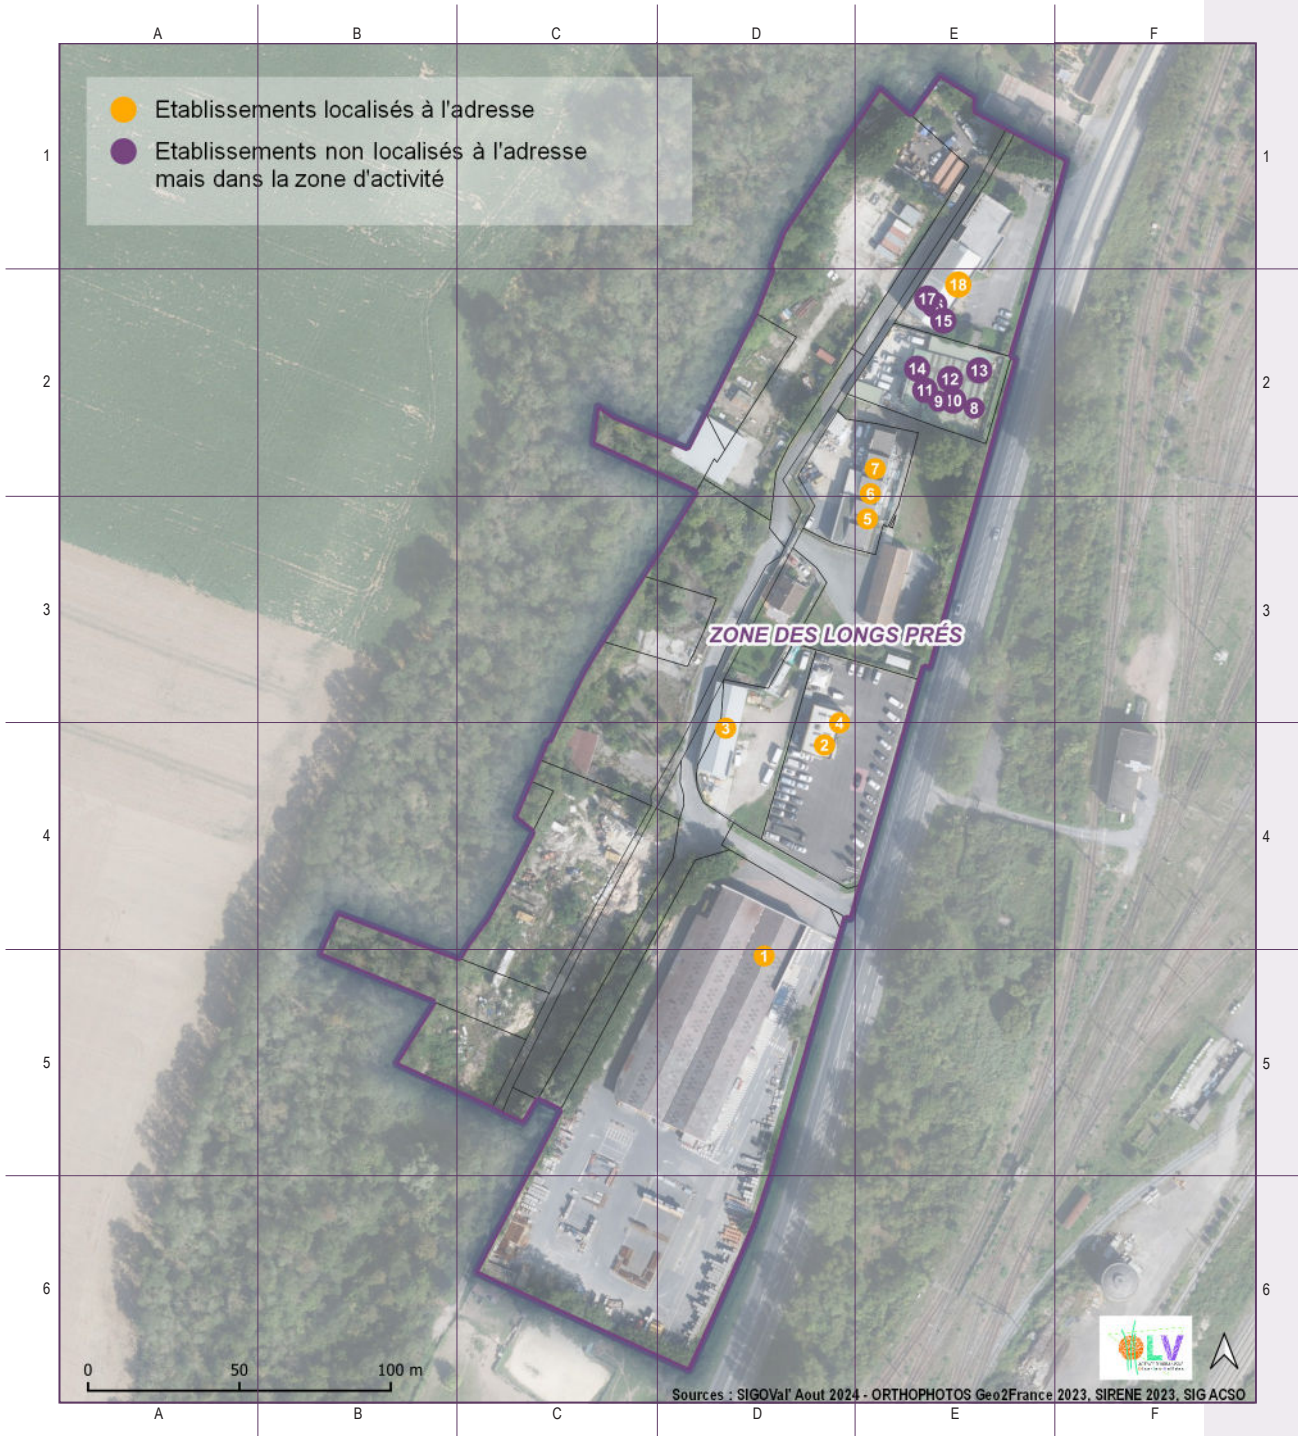 A B C D E F
Etablissements localisés à l'adresse
Etablissements non localisés à l'adresse
mais dans la zone d'activité
1 1
18
17
15
2 2
14 12 13
11 9 10 8
7
6
5
3 3
ZONE DES LONGS PRÉS
4
3 2
4 4
1
5 5
6 6
LV
0 50 100 m
Sources : SIGOVal' Aout 2024 - ORTHOPHOTOS Geo2France 2023, SIRENE 2023, SIG ACSO
A B C D E F